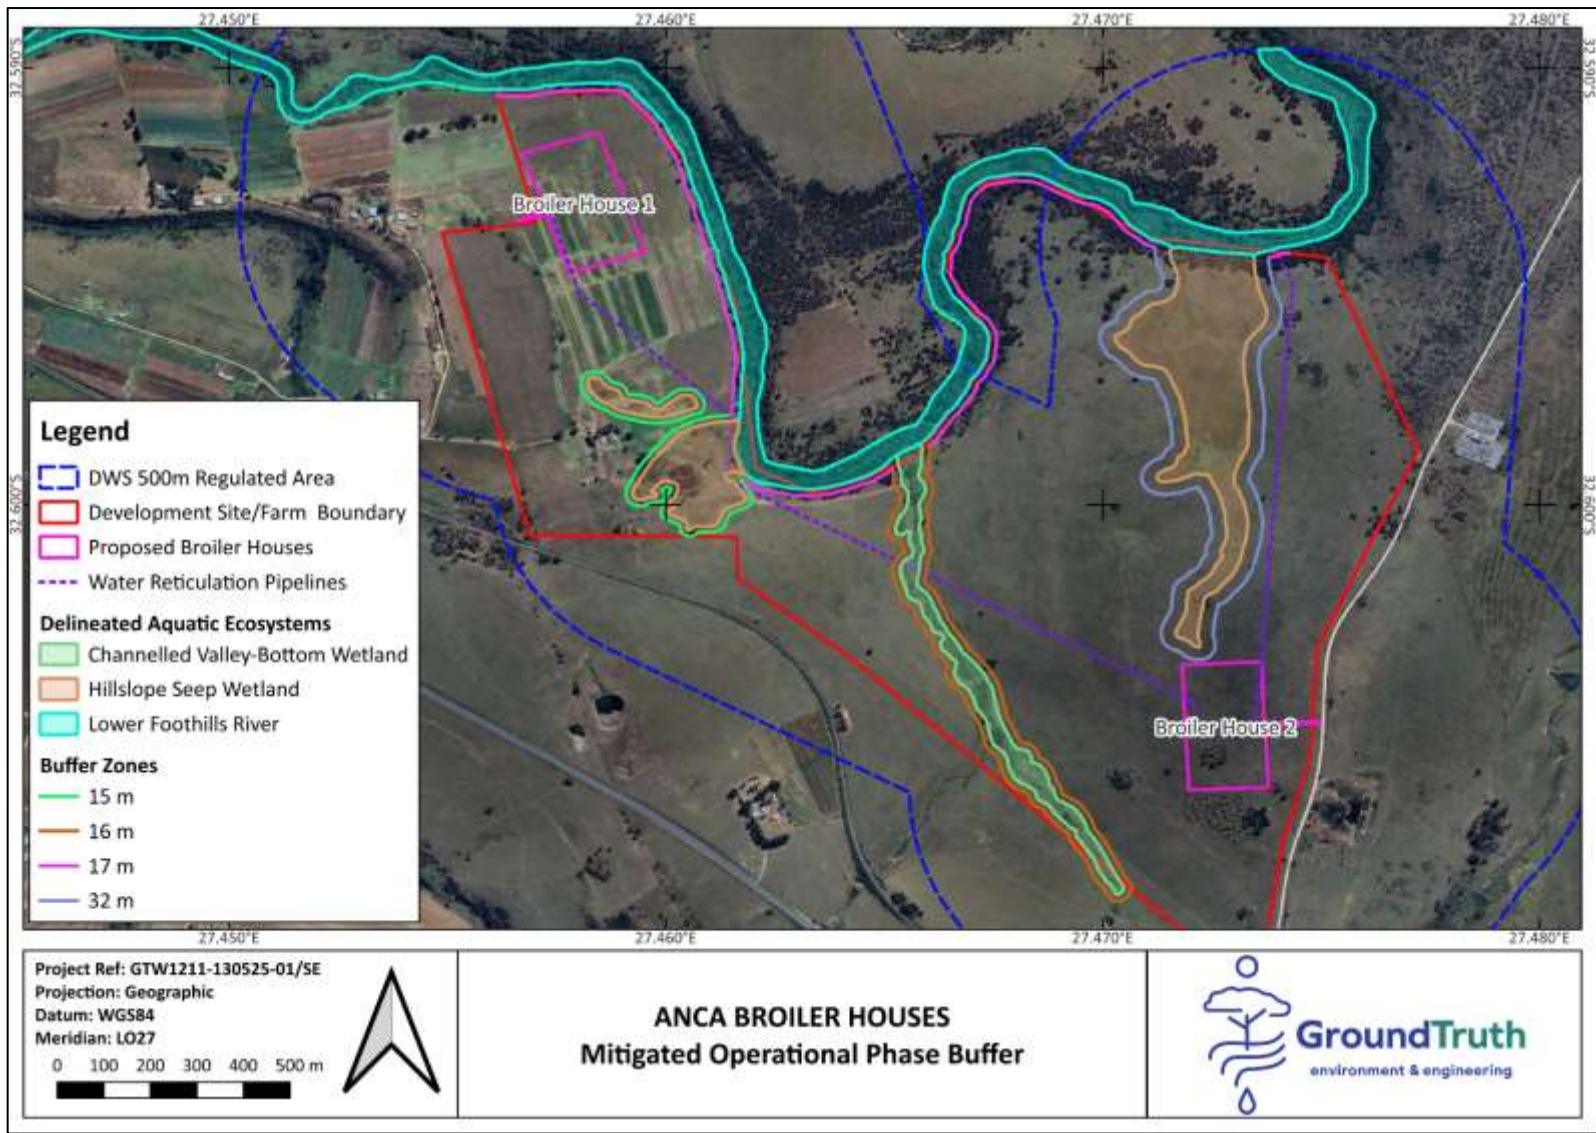 27.450°E
27.460°E
27.470°E
27.480°E
32.590°S
32.590°S
Broiler House 1
Legend
DWS 500m Regulated Area
Development Site/Farm Boundary
Proposed Broiler Houses
Water Reticulation Pipelines
Delineated Aquatic Ecosystems
Channelled Valley-Bottom Wetland
Hillslope Seep Wetland
Lower Foothills River
Buffer Zones
15 m
16 m
17 m
32 m
32.600°S
32.600°S
Broiler House 2
27.450°E
27.460°E
27.470°E
27.480°E
Project Ref: GTW1211-130525-01/SE
Projection: Geographic
Datum: WGS84
Meridian: LO27
0 100 200 300 400 500 m
ANCA BROILER HOUSES
Mitigated Operational Phase Buffer
GroundTruth
environment & engineering